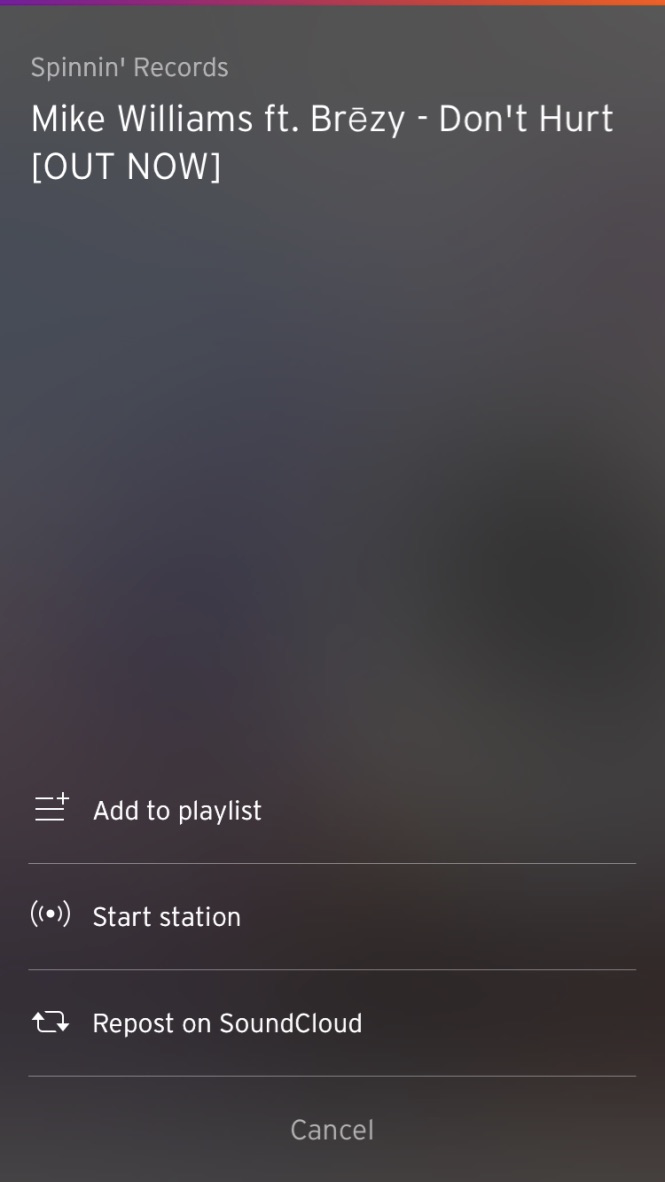 Spinnin' Records
Mike Williams ft. Brēzy - Don't Hurt
[OUT NOW]
Add to playlist
Start station
Repost on SoundCloud
Cancel